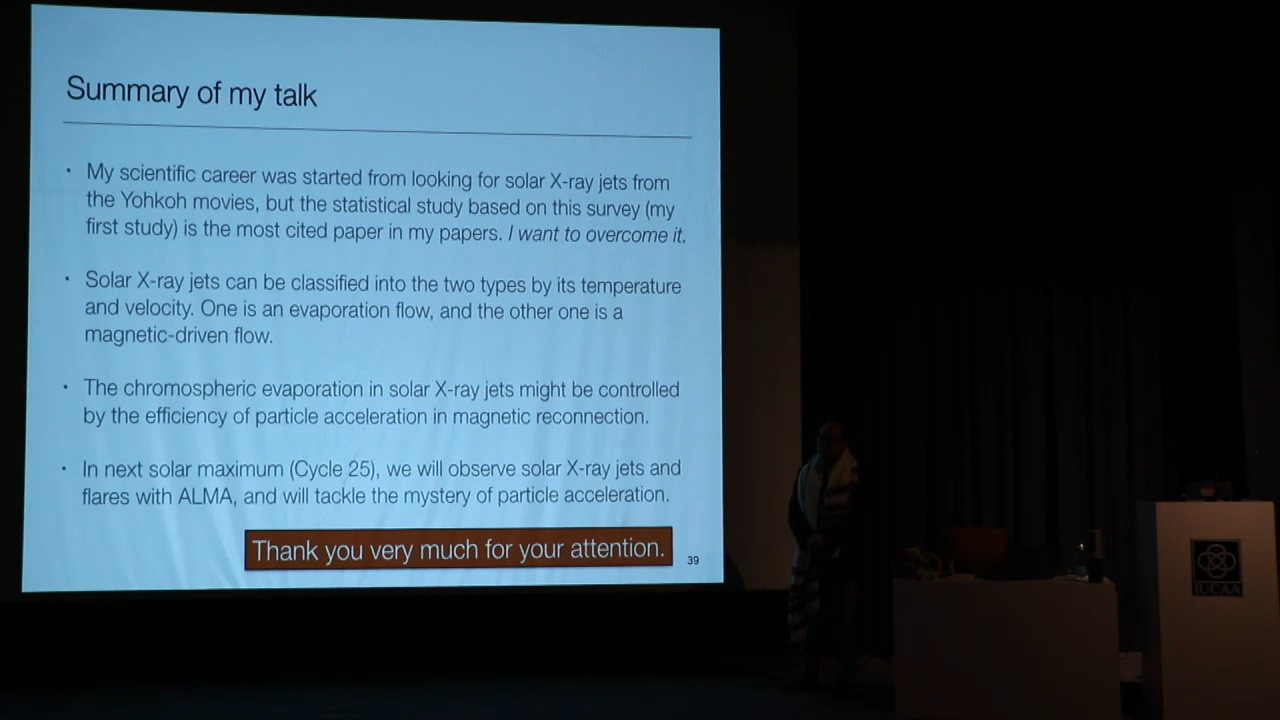 Summary of my talk
• My scientific career was started from looking for solar X-ray jets from
the Yohkoh movies, but the statistical study based on this survey (my
first study) is the most cited paper in my papers. I want to overcome it.
• Solar X-ray jets can be classified into the two types by its temperature
and velocity. One is an evaporation flow, and the other one is a
magnetic-driven flow.
• The chromospheric evaporation in solar X-ray jets might be controlled
by the efficiency of particle acceleration in magnetic reconnection.
• In next solar maximum (Cycle 25), we will observe solar X-ray jets and
flares with ALMA, and will tackle the mystery of particle acceleration.
Thank you very much for your attention.
39
IUCAA